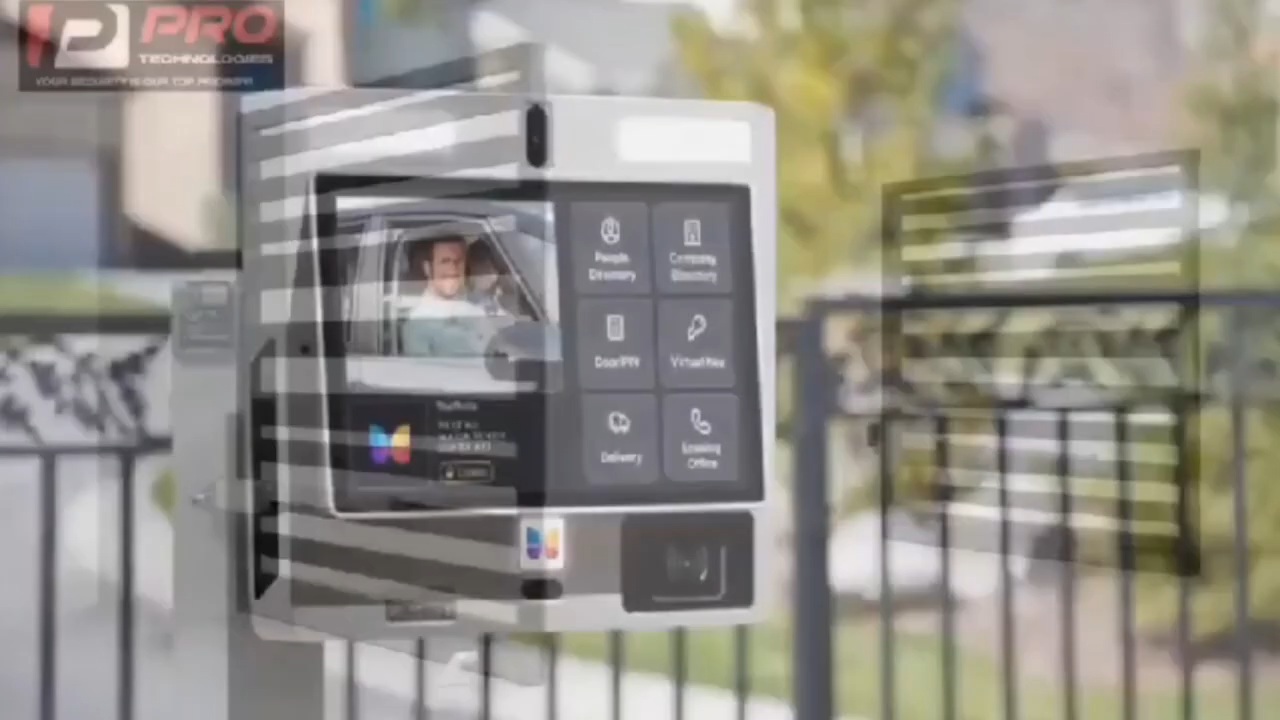 PRO
TECHNOLOGIES
YOUR SECURITY IS OUR TOP PRIORITY
People
Directory
Company
Directory
Door PIN
Virtual Key
Delivery
Leasing
Office